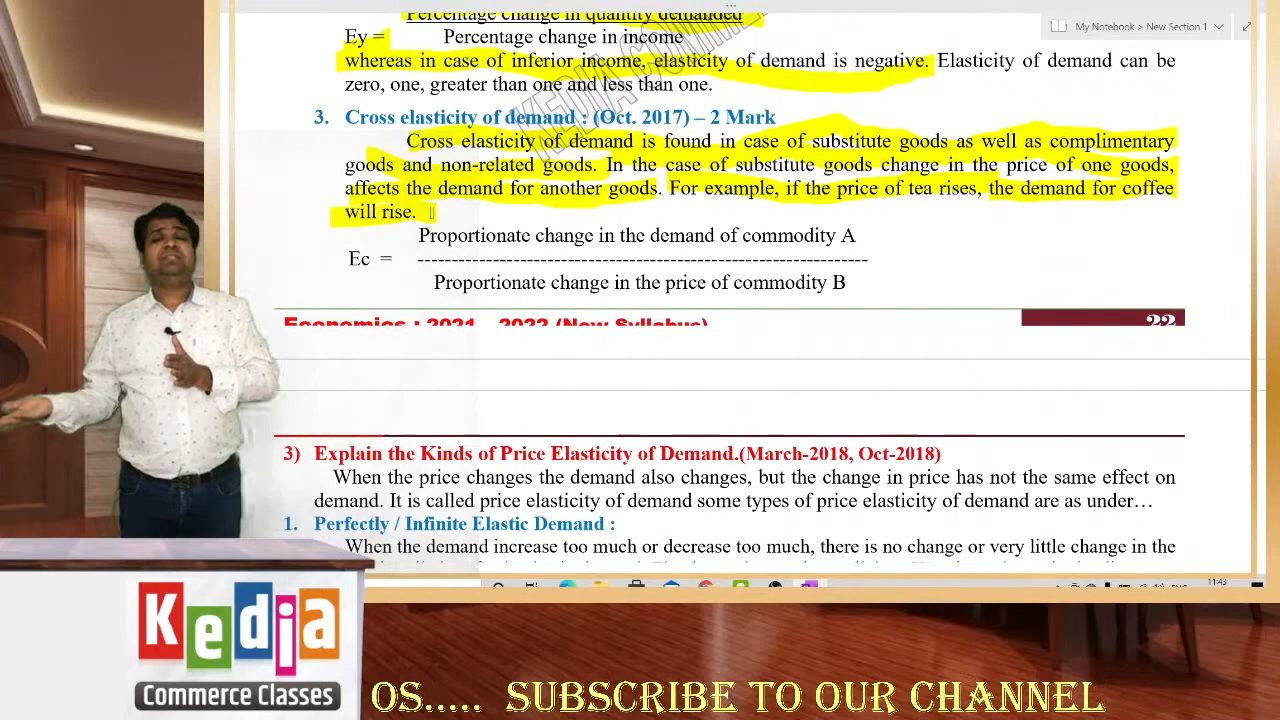 Percentage change in quantity demanded
My Notebook > New Section 1
Ey = Percentage change in income
whereas in case of inferior income, elasticity of demand is negative. Elasticity of demand can be
zero, one, greater than one and less than one.
3. Cross elasticity of demand : (Oct. 2017) – 2 Mark
Cross elasticity of demand is found in case of substitute goods as well as complimentary
goods and non-related goods. In the case of substitute goods change in the price of one goods,
affects the demand for another goods. For example, if the price of tea rises, the demand for coffee
will rise.
Proportionate change in the demand of commodity A
Ec = ----------------------------------------------------------------
Proportionate change in the price of commodity B
Economics : 2021 – 2022 (New Syllabus)
22
3) Explain the Kinds of Price Elasticity of Demand.(March-2018, Oct-2018)
When the price changes the demand also changes, but the change in price has not the same effect on
demand. It is called price elasticity of demand some types of price elasticity of demand are as under…
1. Perfectly / Infinite Elastic Demand :
When the demand increase too much or decrease too much, there is no change or very little change in the
11:43
Kedia
Commerce Classes
OS..... SUBSCRIBE TO OUR CHANNEL